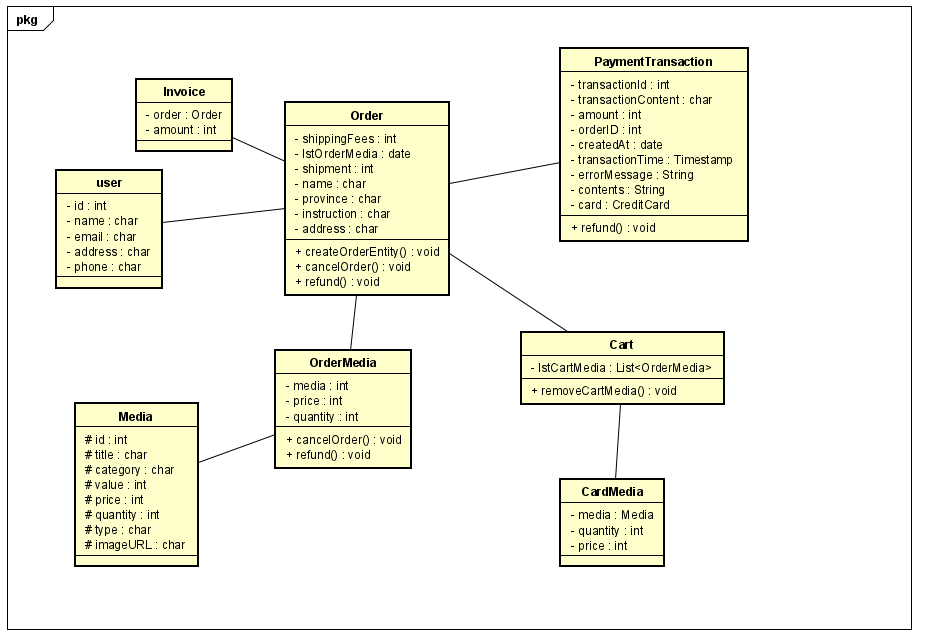 pkg
Invoice
- order : Order
- amount : int
user
- id : int
- name : char
- email : char
- address : char
- phone : char
Order
- shippingFees : int
- lstOrderMedia : date
- shipment : int
- name : char
- province : char
- instruction : char
- address : char
+ createOrderEntity() : void
+ cancelOrder() : void
+ refund() : void
PaymentTransaction
- transactionId : int
- transactionContent : char
- amount : int
- orderID : int
- createdAt : date
- transactionTime : Timestamp
- errorMessage : String
- contents : String
- card : CreditCard
+ refund() : void
OrderMedia
- media : int
- price : int
- quantity : int
+ cancelOrder() : void
+ refund() : void
Cart
- lstCartMedia : List<OrderMedia>
+ removeCartMedia() : void
Media
# id : int
# title : char
# category : char
# value : int
# price : int
# quantity : int
# type : char
# imageURL : char
CardMedia
- media : Media
- quantity : int
- price : int